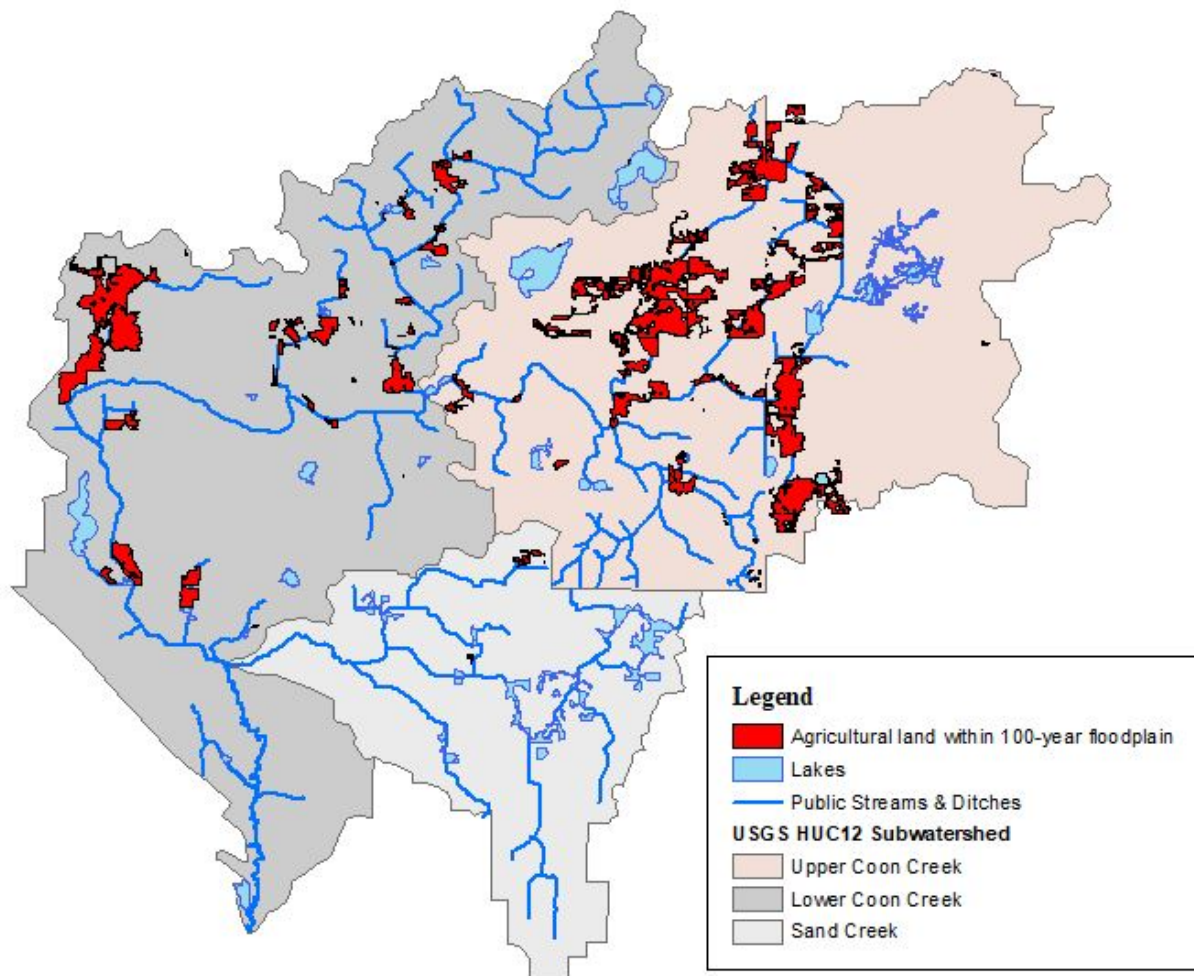 Legend
Agricultural land within 100-year floodplain
Lakes
Public Streams & Ditches
USGS HUC12 Subwatershed
Upper Coon Creek
Lower Coon Creek
Sand Creek